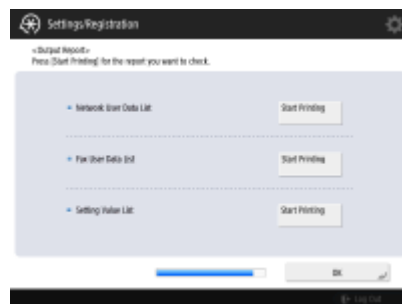 Settings/Registration
<Output Report>
Press [Start Printing] for the report you want to check.
Network User Data List
Start Printing
Fax User Data List
Start Printing
Setting Value List
Start Printing
OK
Log Out